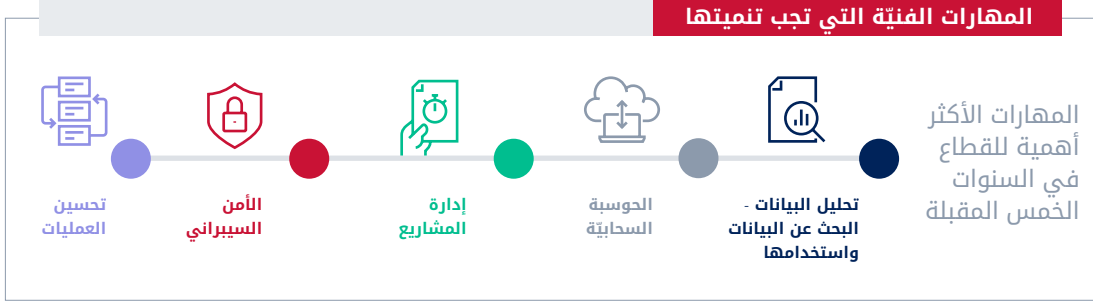 المهارات الفنيّة التي تجب تنميتها
المهارات الأكثر
أهمية للقطاع
في السنوات
الخمس المقبلة
تحليل البيانات -
البحث عن البيانات
واستخدامها
الحوسبة
السحابيّة
إدارة
المشاريع
الأمن
السيبراني
تحسين
العمليات